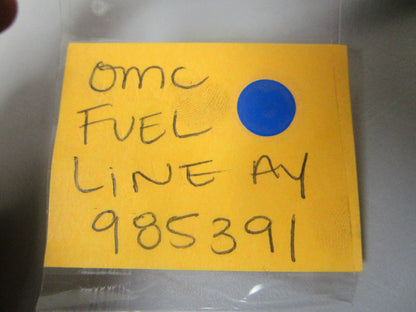 OMC
FUEL
LINE AY
985391